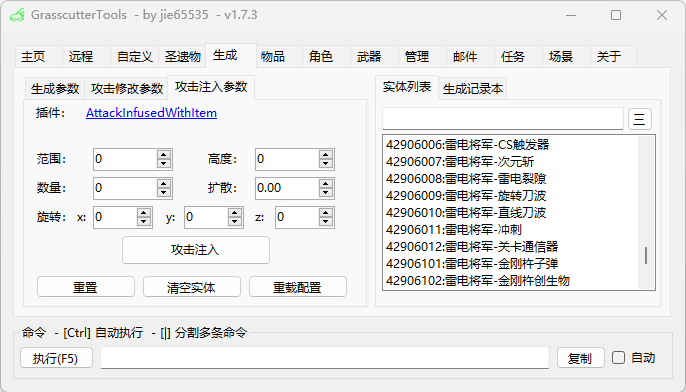 GrasscutterTools - by jie65535 - v1.7.3
主页 远程 自定义 圣遗物 生成 物品 角色 武器 管理 邮件 任务 场景 关于
生成参数 攻击修改参数 攻击注入参数
插件： AttackInfusedWithItem
范围： 0 高度： 0
数量： 0 扩散： 0.00
旋转： x: 0 y: 0 z: 0
攻击注入
重置 清空实体 重载配置
实体列表 生成记录本
三
42906006:雷电将军-CS触发器
42906007:雷电将军-次元斩
42906008:雷电将军-雷电裂隙
42906009:雷电将军-旋转刀波
42906010:雷电将军-直线刀波
42906011:雷电将军-冲刺
42906012:雷电将军-关卡通信器
42906101:雷电将军-金刚杵子弹
42906102:雷电将军-金刚杵创生物
命令 - [Ctrl] 自动执行 - [|] 分割多条命令
执行(F5) 复制 自动